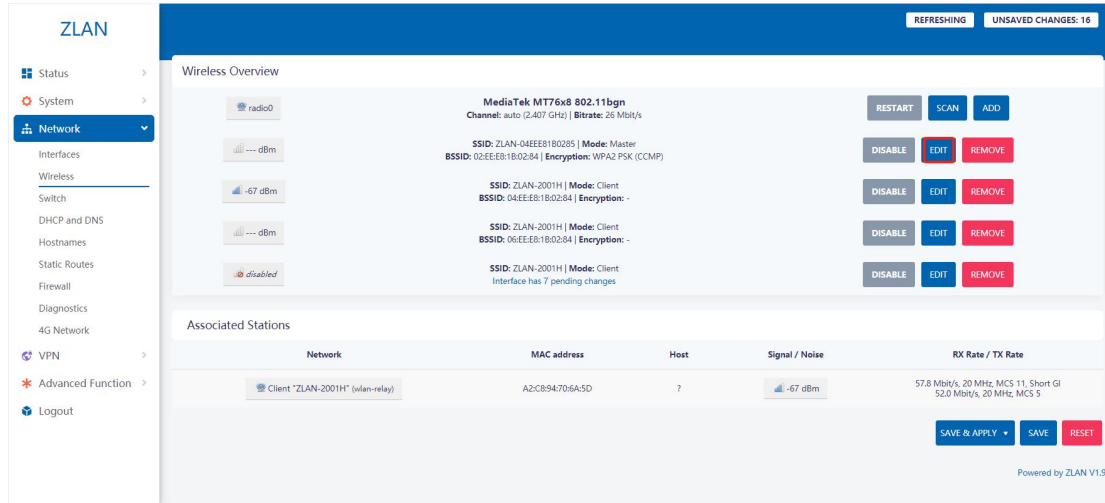 ZLAN
REFRESHING
UNSAVED CHANGES: 16
Status
System
Network
Interfaces
Wireless
Switch
DHCP and DNS
Hostnames
Static Routes
Firewall
Diagnostics
4G Network
VPN
Advanced Function
Logout
Wireless Overview
radio0
MediaTek MT76x8 802.11bgn
Channel: auto (2.407 GHz) | Bitrate: 26 Mbit/s
RESTART SCAN ADD
--- dBm
SSID: ZLAN-04EEE81B0285 | Mode: Master
BSSID: 02:EE:E8:1B:02:84 | Encryption: WPA2 PSK (CCMP)
DISABLE EDIT REMOVE
-67 dBm
SSID: ZLAN-2001H | Mode: Client
BSSID: 04:EE:E8:1B:02:84 | Encryption: -
DISABLE EDIT REMOVE
--- dBm
SSID: ZLAN-2001H | Mode: Client
BSSID: 06:EE:E8:1B:02:84 | Encryption: -
DISABLE EDIT REMOVE
disabled
SSID: ZLAN-2001H | Mode: Client
Interface has 7 pending changes
DISABLE EDIT REMOVE
Associated Stations
Network MAC address Host Signal / Noise RX Rate / TX Rate
Client "ZLAN-2001H" (wlan-relay) A2:C8:94:70:6A:5D ? -67 dBm 57.8 Mbit/s, 20 MHz, MCS 11, Short GI
52.0 Mbit/s, 20 MHz, MCS 5
SAVE & APPLY SAVE RESET
Powered by ZLAN V1.9